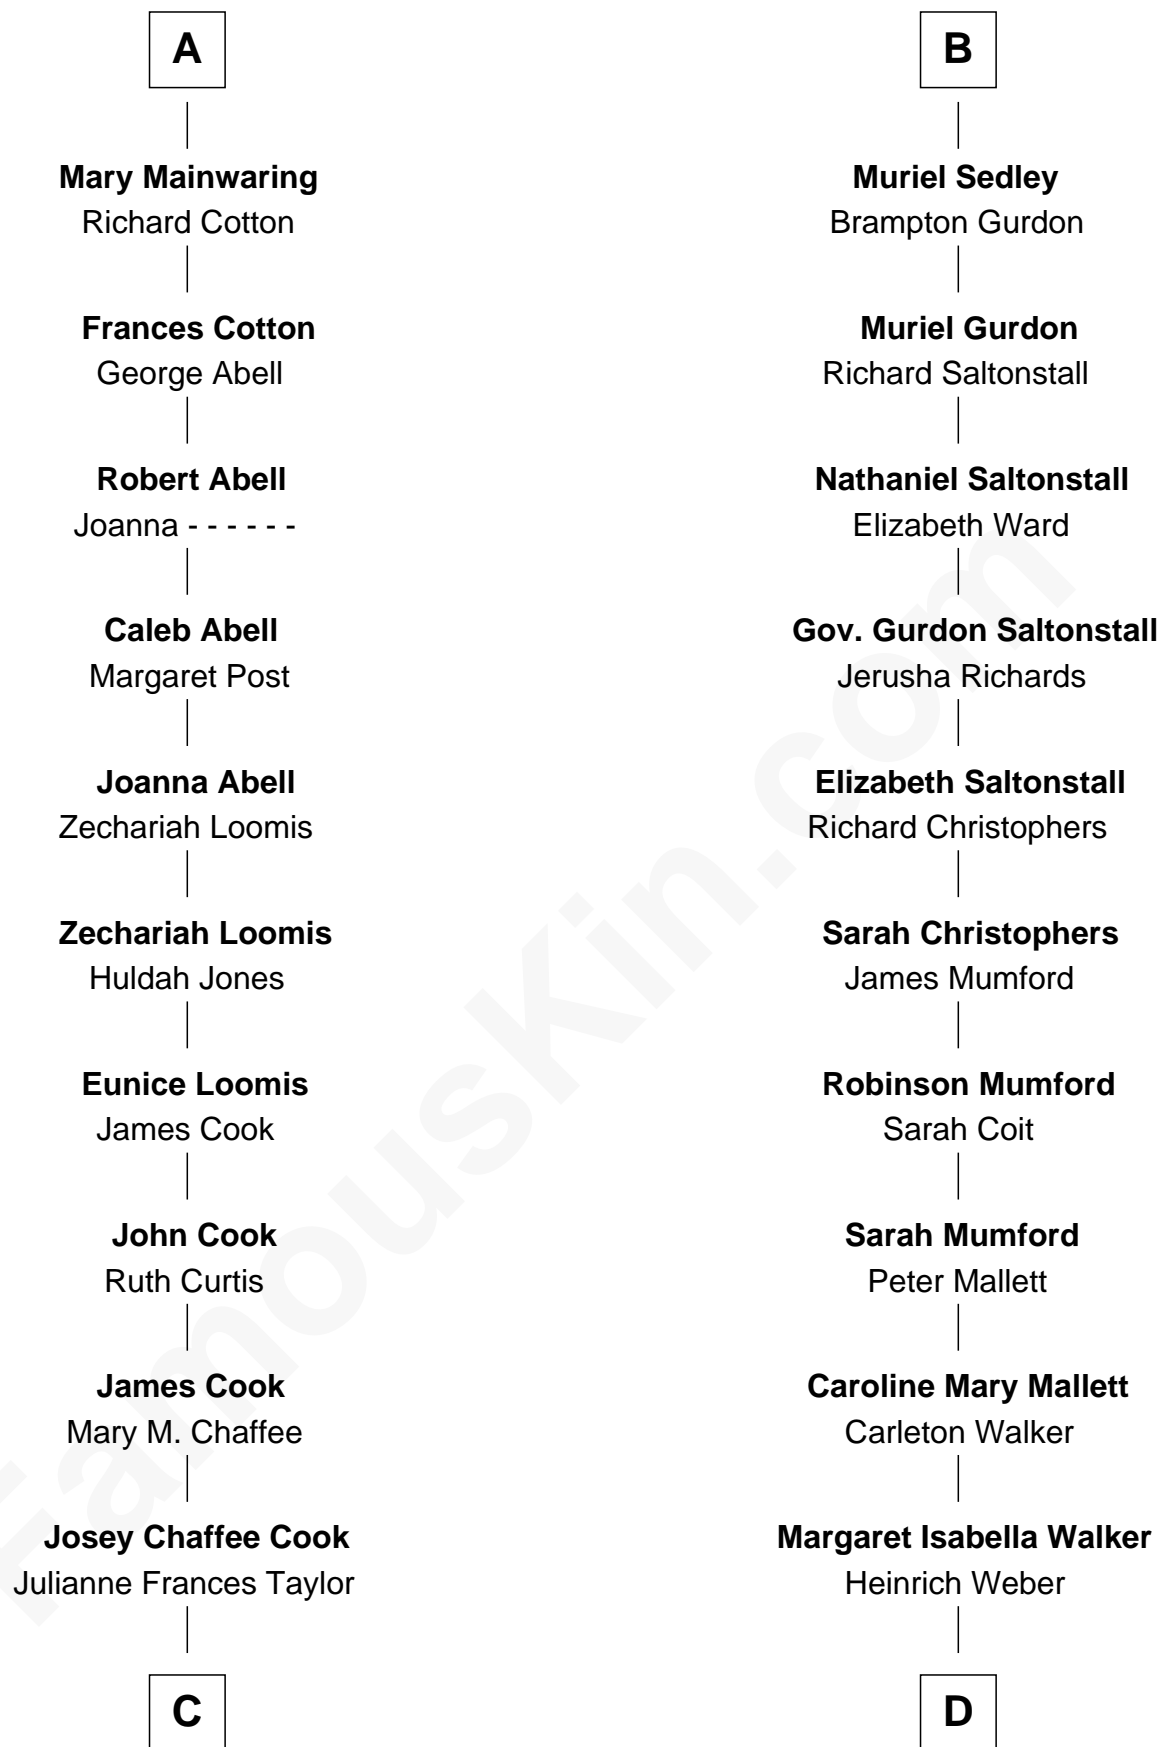 A
Mary Mainwaring
Richard Cotton
Frances Cotton
George Abell
Robert Abell
Joanna - - - - - -
Caleb Abell
Margaret Post
Joanna Abell
Zechariah Loomis
Zechariah Loomis
Huldah Jones
Eunice Loomis
James Cook
John Cook
Ruth Curtis
James Cook
Mary M. Chaffee
Josey Chaffee Cook
Julianne Frances Taylor
C
B
Muriel Sedley
Brampton Gurdon
Muriel Gurdon
Richard Saltonstall
Nathaniel Saltonstall
Elizabeth Ward
Gov. Gurdon Saltonstall
Jerusha Richards
Elizabeth Saltonstall
Richard Christophers
Sarah Christophers
James Mumford
Robinson Mumford
Sarah Coit
Sarah Mumford
Peter Mallett
Caroline Mary Mallett
Carleton Walker
Margaret Isabella Walker
Heinrich Weber
D
FamousKin.com